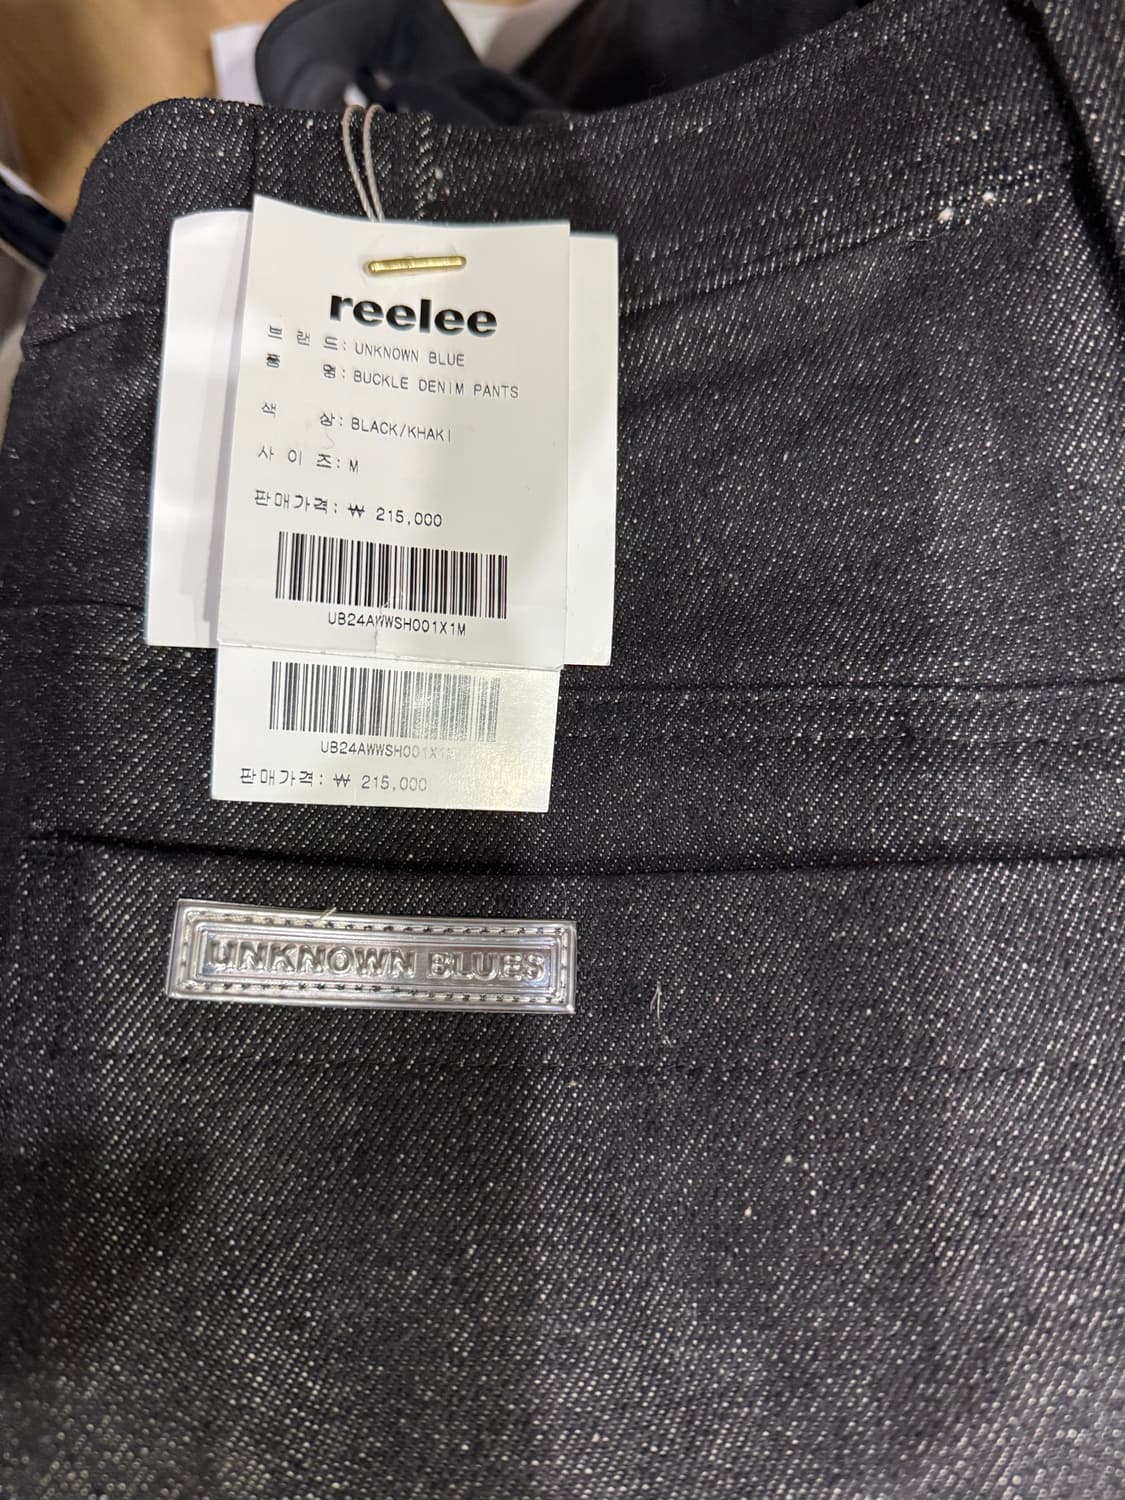 reelee
브 랜 드: UNKNOWN BLUE
품 명: BUCKLE DENIM PANTS
색 상: BLACK/KHAKI
사 이 즈: M
판매가격: ₩ 215,000
UB24AWWSH001X1M
UB24AWWSH001X1M
판매가격: ₩ 215,000
UNKNOWN BLUES